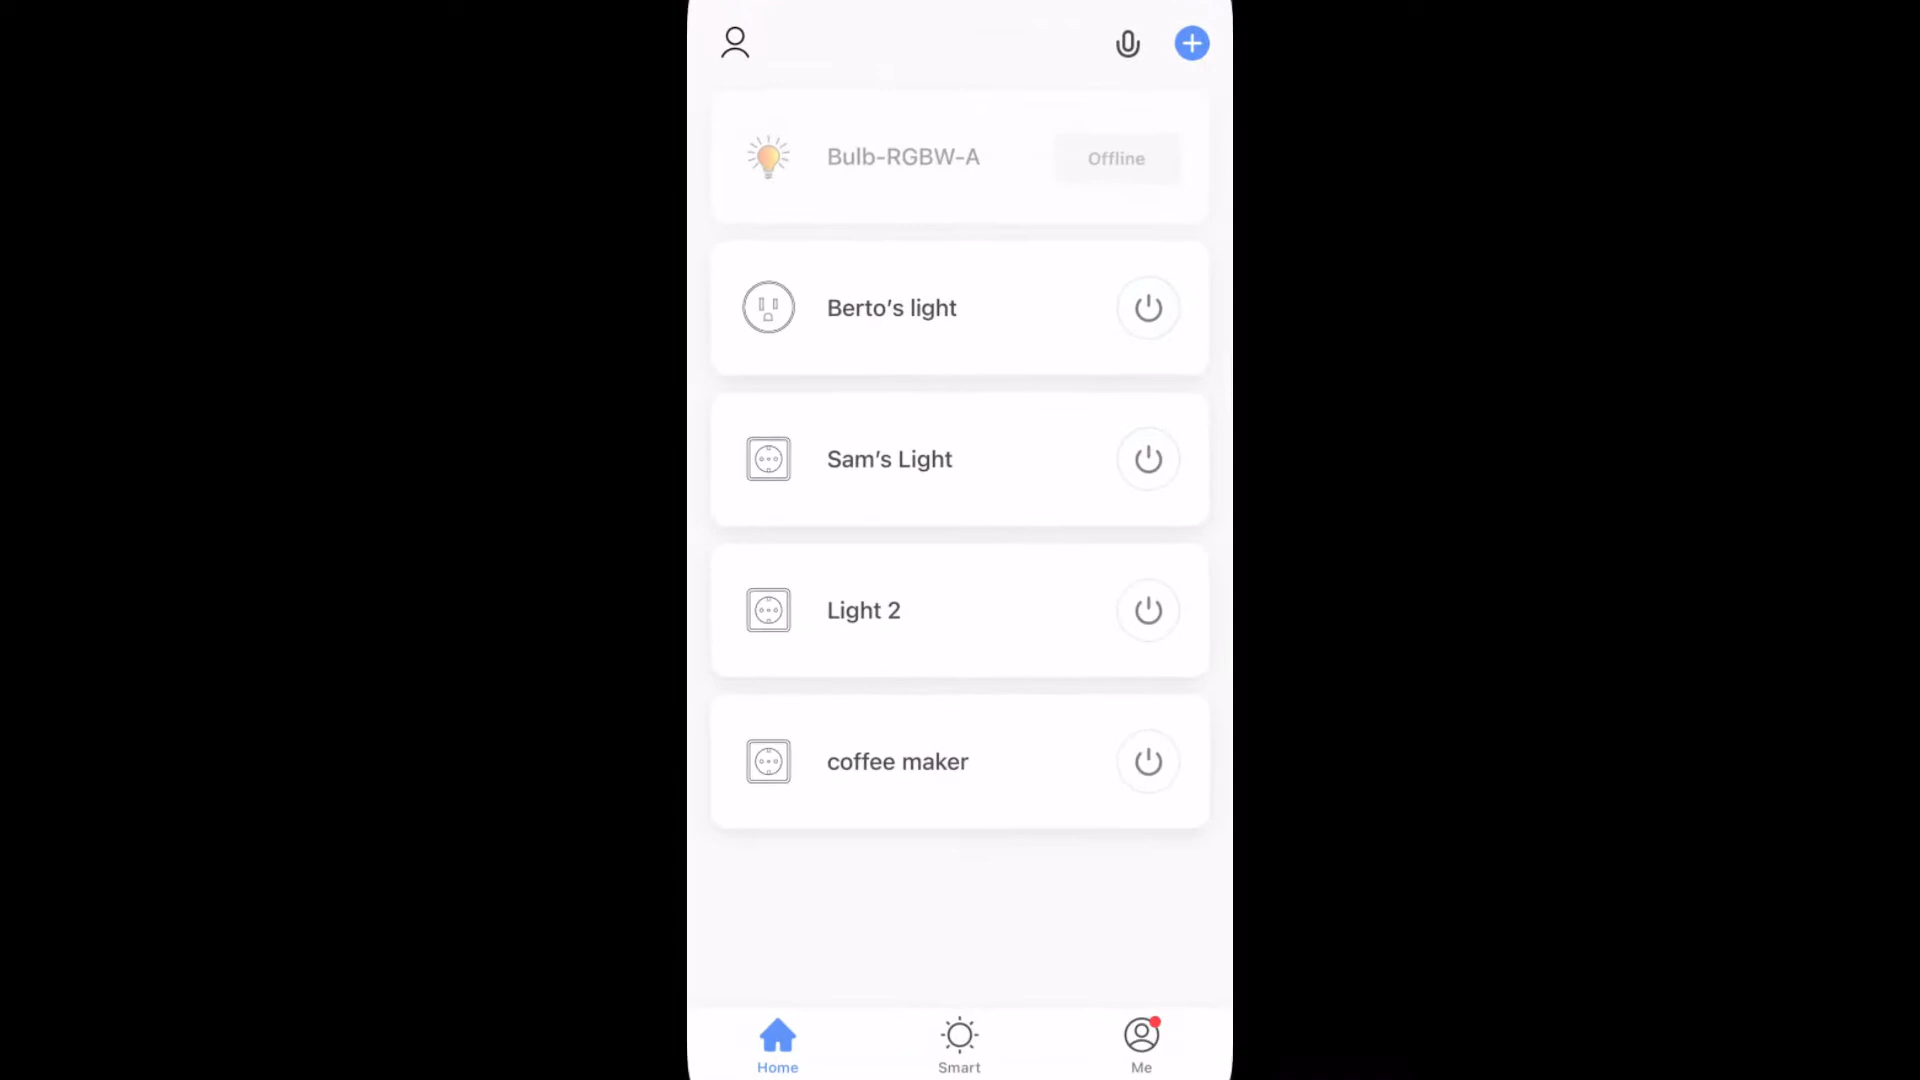 Bulb-RGBW-A
Offline
Berto's light
Sam's Light
Light 2
coffee maker
Home
Smart
Me